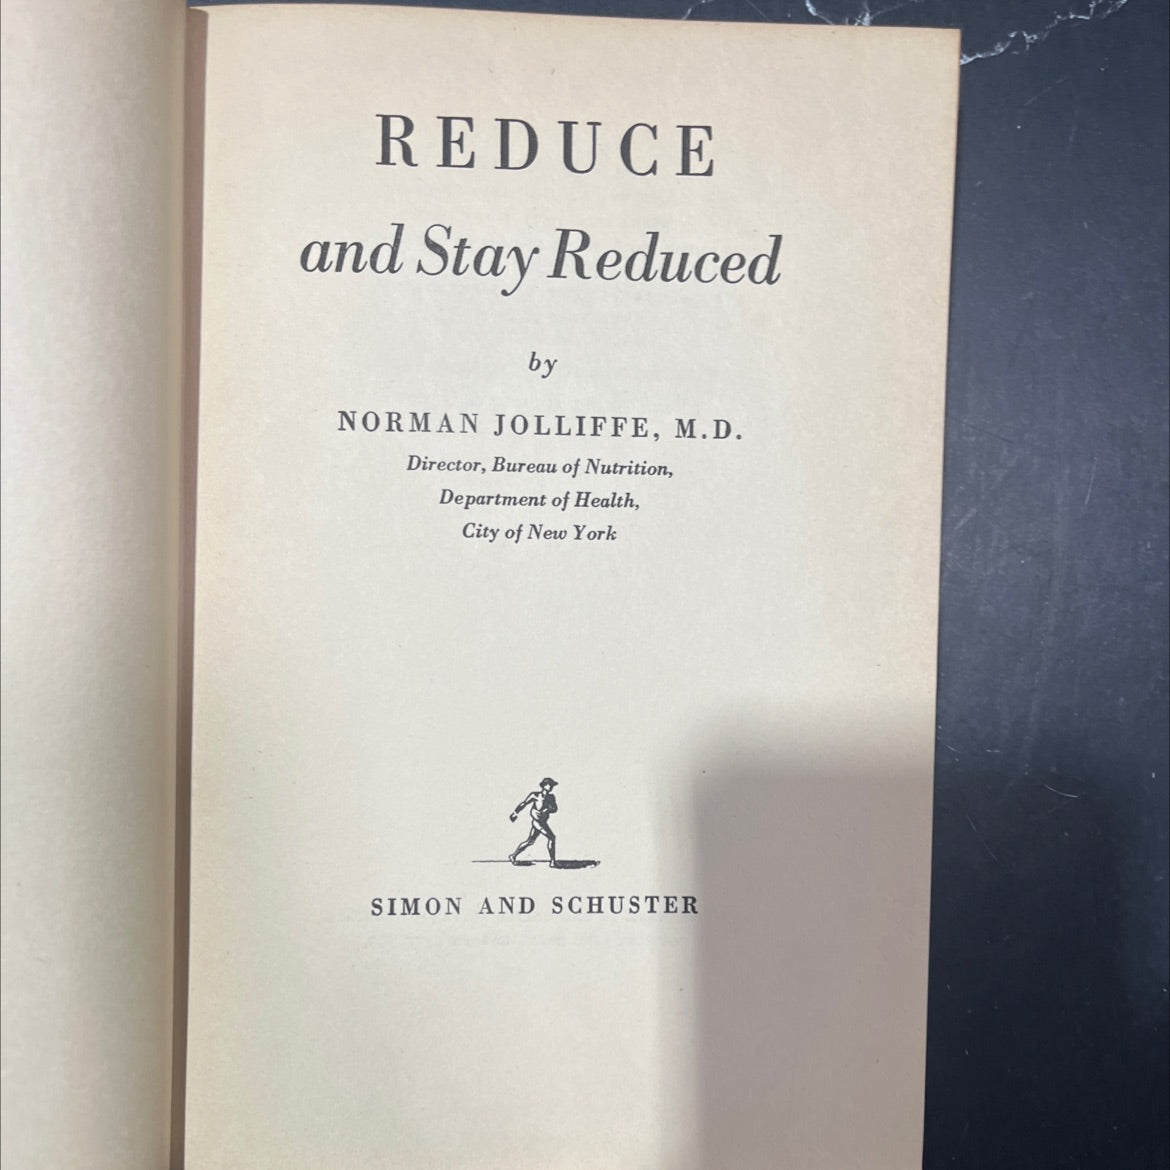 REDUCE
and Stay Reduced
by
NORMAN JOLLIFFE, M.D.
Director, Bureau of Nutrition,
Department of Health,
City of New York
SIMON AND SCHUSTER